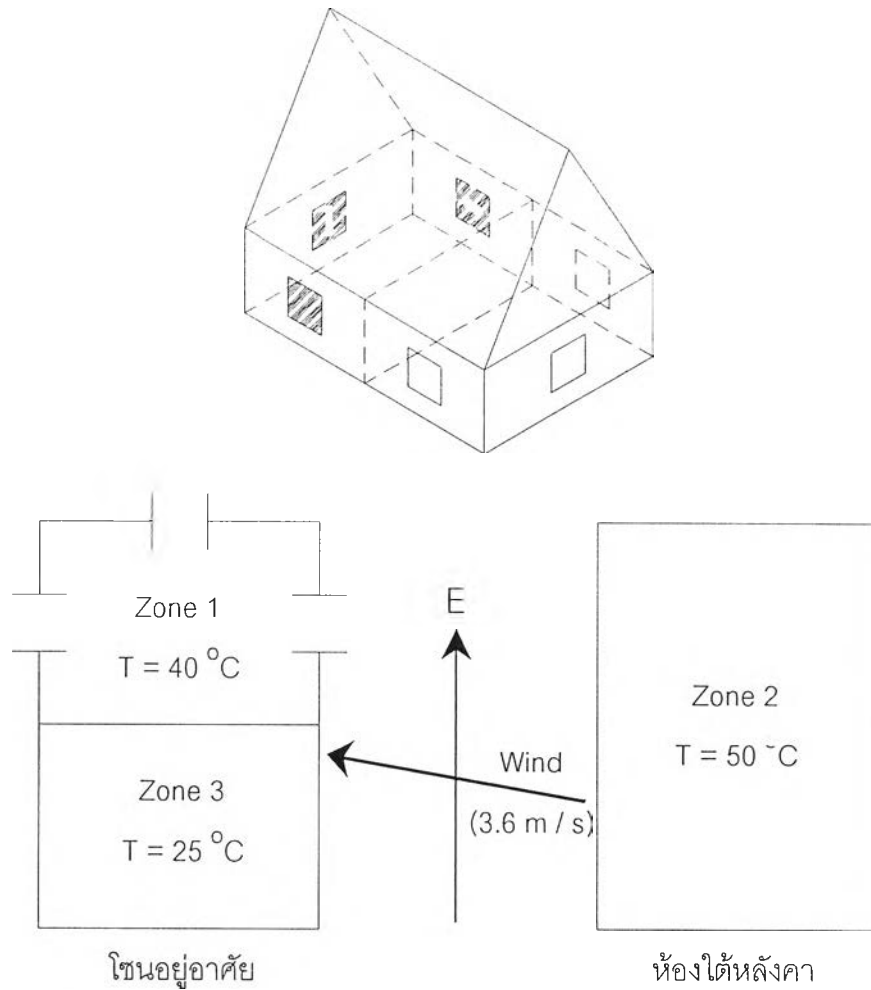 Zone 1
T = 40 °C
Zone 3
T = 25 °C
E
Wind
(3.6 m / s)
Zone 2
T = 50 ˜C
โซนอยู่อาศัย
ห้องใต้หลังคา